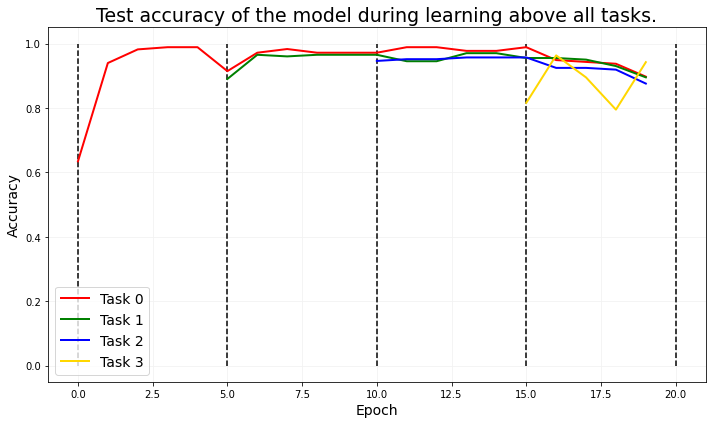 Test accuracy of the model during learning above all tasks.
Accuracy
1.0
0.8
0.6
0.4
0.2
0.0
Task 0
Task 1
Task 2
Task 3
0.0 2.5 5.0 7.5 10.0 12.5 15.0 17.5 20.0
Epoch